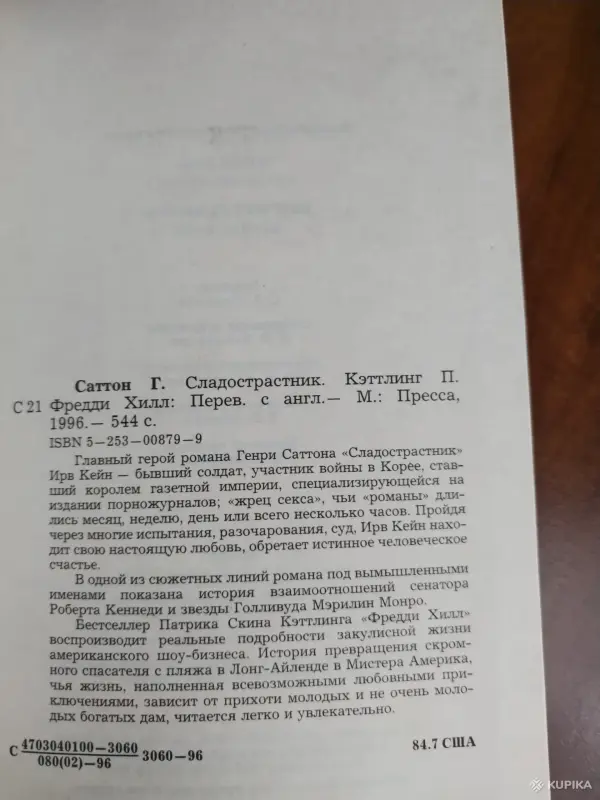 Саттон Г. Сладострастник. Кэттлинг П.
С 21 Фредди Хилл: Перев. с англ.— М.: Пресса,
1996.— 544 с.
ISBN 5—253—00879—9
Главный герой романа Генри Саттона «Сладострастник»
Ирв Кейн — бывший солдат, участник войны в Корее, став-
ший королем газетной империи, специализирующейся на
издании порножурналов; «жрец секса», чьи «романы» дли-
лись месяц, неделю, день или всего несколько часов. Пройдя
через многие испытания, разочарования, суд, Ирв Кейн нахо-
дит свою настоящую любовь, обретает истинное человеческое
счастье.
В одной из сюжетных линий романа под вымышленными
именами показана история взаимоотношений сенатора
Роберта Кеннеди и звезды Голливуда Мэрилин Монро.
Бестселлер Патрика Скина Кэттлинга «Фредди Хилл»
воспроизводит реальные подробности закулисной жизни
американского шоу-бизнеса. История превращения скром-
ного спасателя с пляжа в Лонг-Айленде в Мистера Америка,
чья жизнь, наполненная всевозможными любовными при-
ключениями, зависит от прихоти молодых и не очень моло-
дых богатых дам, читается легко и увлекательно.
С 4703040100—3060 3060—96 84.7 США
080(02)—96
KUPIKA